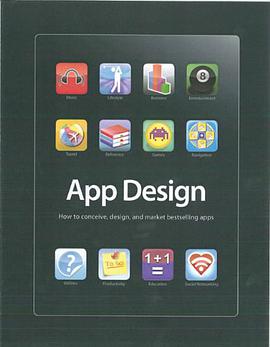 8
Music
Lifestyle
Business
Entertainment
Travel
Reference
Games
Navigation
App Design
How to conceive, design, and market bestselling apps
?
TO DO
1+1
=
Utilities
Productivity
Education
Social Networking